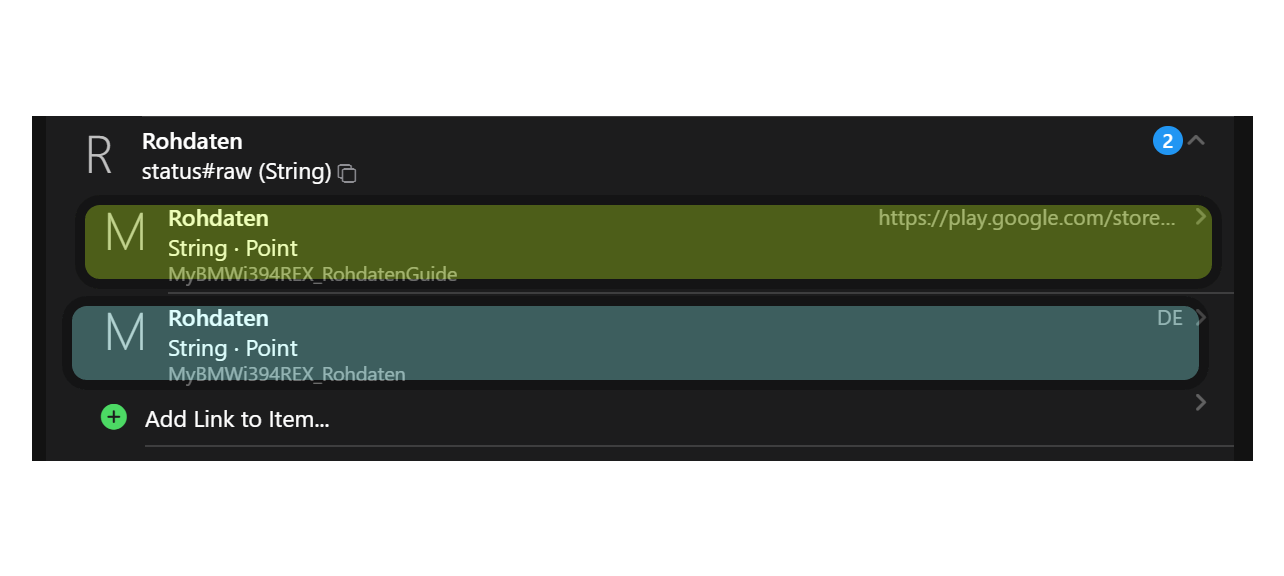 R
Rohdaten
2
status#raw (String)
M
Rohdaten
https://play.google.com/store...
String · Point
MyBMWi394REX_RohdatenGuide
M
Rohdaten
DE
String · Point
MyBMWi394REX_Rohdaten
Add Link to Item...